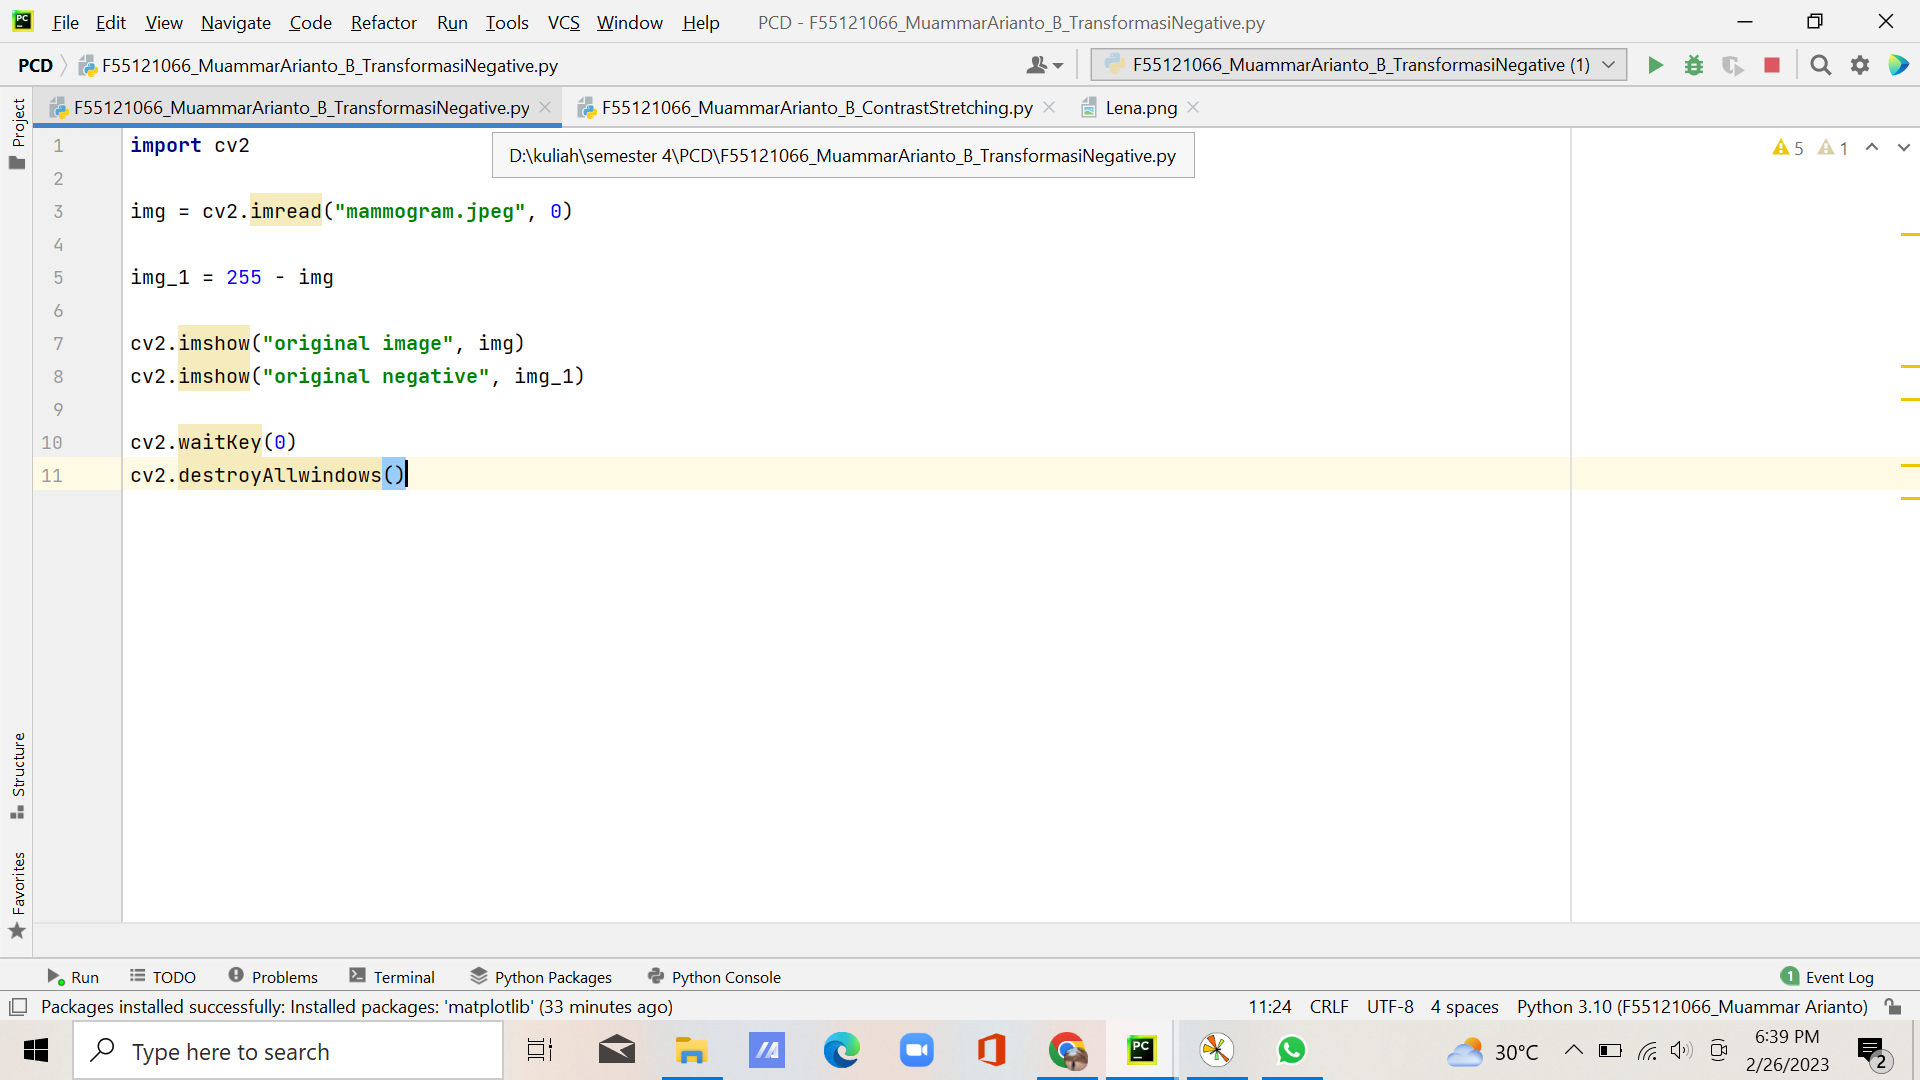 PC File Edit View Navigate Code Refactor Run Tools VCS Window Help PCD - F55121066_MuammarArianto_B_TransformasiNegative.py
PCD F55121066_MuammarArianto_B_TransformasiNegative.py F55121066_MuammarArianto_B_TransformasiNegative (1)
F55121066_MuammarArianto_B_TransformasiNegative.py F55121066_MuammarArianto_B_ContrastStretching.py Lena.png
Project
D:\kuliah\semester 4\PCD\F55121066_MuammarArianto_B_TransformasiNegative.py
5 1
1 import cv2
2
3 img = cv2.imread("mammogram.jpeg", 0)
4
5 img_1 = 255 - img
6
7 cv2.imshow("original image", img)
8 cv2.imshow("original negative", img_1)
9
10 cv2.waitKey(0)
11 cv2.destroyAllwindows()
Structure
Favorites
Run TODO Problems Terminal Python Packages Python Console 1 Event Log
Packages installed successfully: Installed packages: 'matplotlib' (33 minutes ago) 11:24 CRLF UTF-8 4 spaces Python 3.10 (F55121066_Muammar Arianto)
Type here to search PC 30°C 6:39 PM
2/26/2023 2